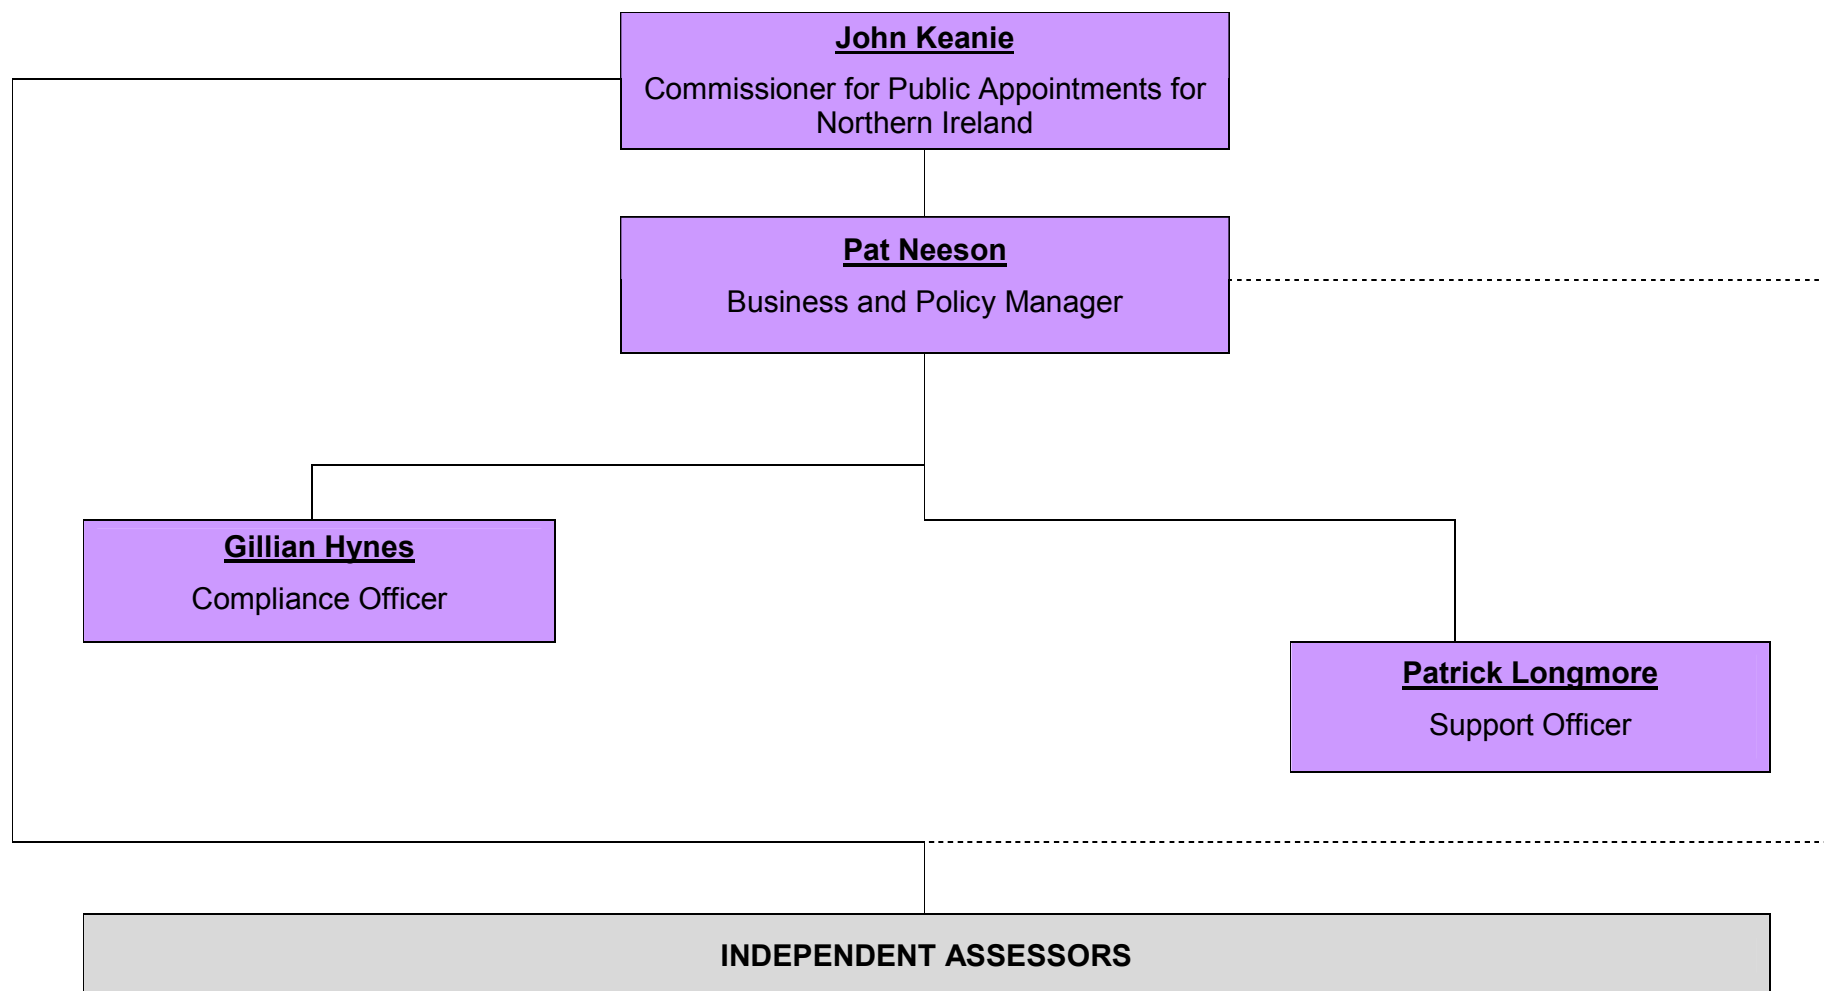 John Keanie
Commissioner for Public Appointments for
Northern Ireland
Pat Neeson
Business and Policy Manager
Gillian Hynes
Compliance Officer
Patrick Longmore
Support Officer
INDEPENDENT ASSESSORS